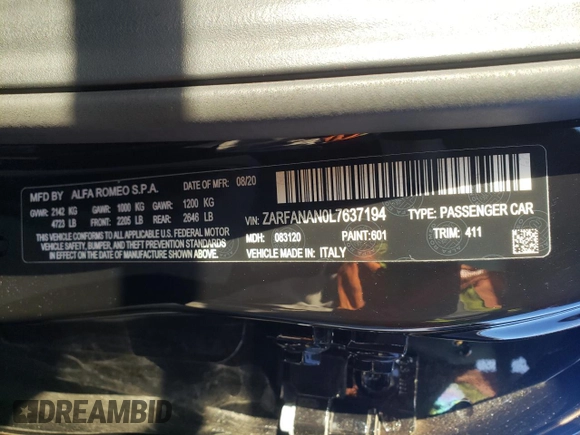 MFD BY ALFA ROMEO S.P.A. DATE OF MFR: 08/20
GVWR: 2142 KG GAWR: 1000 KG GAWR: 1200 KG
4723 LB FRONT: 2205 LB REAR: 2646 LB
THIS VEHICLE CONFORMS TO ALL APPLICABLE U.S. FEDERAL MOTOR
VEHICLE SAFETY, BUMPER, AND THEFT PREVENTION STANDARDS
IN EFFECT ON THE DATE OF MANUFACTURE SHOWN ABOVE.
VIN: ZARFANAN0L7637194 TYPE: PASSENGER CAR
MDH: 083120 PAINT: 601 TRIM: 411
VEHICLE MADE IN: ITALY
DREAMBID